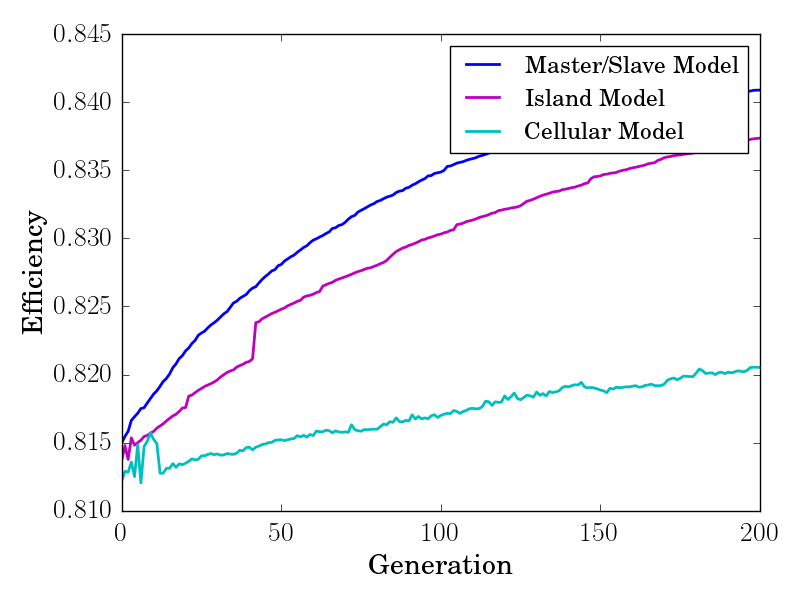 0.845
0.840
0.835
0.830
0.825
0.820
0.815
0.810
Efficiency
Master/Slave Model
Island Model
Cellular Model
0 50 100 150 200
Generation